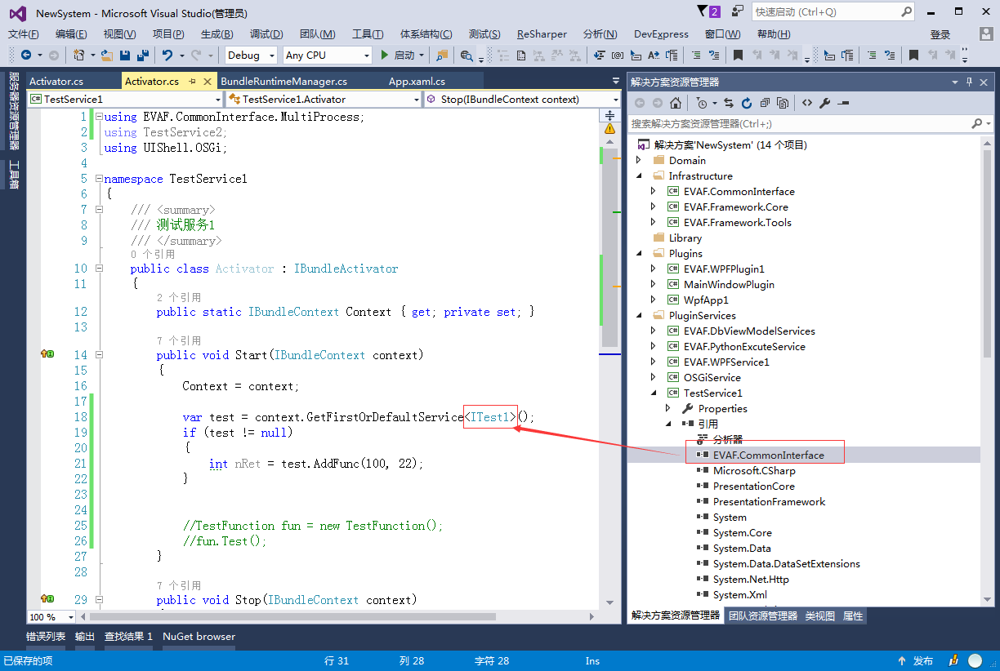 NewSystem - Microsoft Visual Studio(管理员)
2
快速启动 (Ctrl+Q)
文件(F) 编辑(E) 视图(V) 项目(P) 生成(B) 调试(D) 团队(M) 工具(T) 体系结构(C) 测试(S) ReSharper 分析(N) DevExpress 窗口(W) 帮助(H) 登录
Debug Any CPU 启动
服务器资源管理器
工具箱
Activator.cs Activator.cs BundleRuntimeManager.cs App.xaml.cs
TestService1 TestService1.Activator Stop(IBundleContext context)
1 using EVAF.CommonInterface.MultiProcess;
2 using TestService2;
3 using UIShell.OSGi;
4
5 namespace TestService1
6 {
7 /// <summary>
8 /// 测试服务1
9 /// </summary>
0 个引用
10 public class Activator : IBundleActivator
11 {
2 个引用
12 public static IBundleContext Context { get; private set; }
13
7 个引用
14 public void Start(IBundleContext context)
15 {
16 Context = context;
17
18 var test = context.GetFirstOrDefaultService<ITest1>();
19 if (test != null)
20 {
21 int nRet = test.AddFunc(100, 22);
22 }
23
24
25 //TestFunction fun = new TestFunction();
26 //fun.Test();
27 }
28
7 个引用
29 public void Stop(IBundleContext context)
100 %
解决方案资源管理器
搜索解决方案资源管理器(Ctrl+;)
解决方案'NewSystem' (14 个项目)
Domain
Infrastructure
C# EVAF.CommonInterface
C# EVAF.Framework.Core
C# EVAF.Framework.Tools
Library
Plugins
C# EVAF.WPFPlugin1
C# MainWindowPlugin
C# WpfApp1
PluginServices
C# EVAF.DbViewModelServices
C# EVAF.PythonExcuteService
C# EVAF.WPFService1
C# OSGiService
C# TestService1
Properties
引用
分析器
EVAF.CommonInterface
Microsoft.CSharp
PresentationCore
PresentationFramework
System
System.Core
System.Data
System.Data.DataSetExtensions
System.Net.Http
System.Xml
解决方案资源管理器 团队资源管理器 类视图 属性
错误列表 输出 查找结果 1 NuGet browser
已保存的项 行 31 列 28 字符 28 Ins 发布